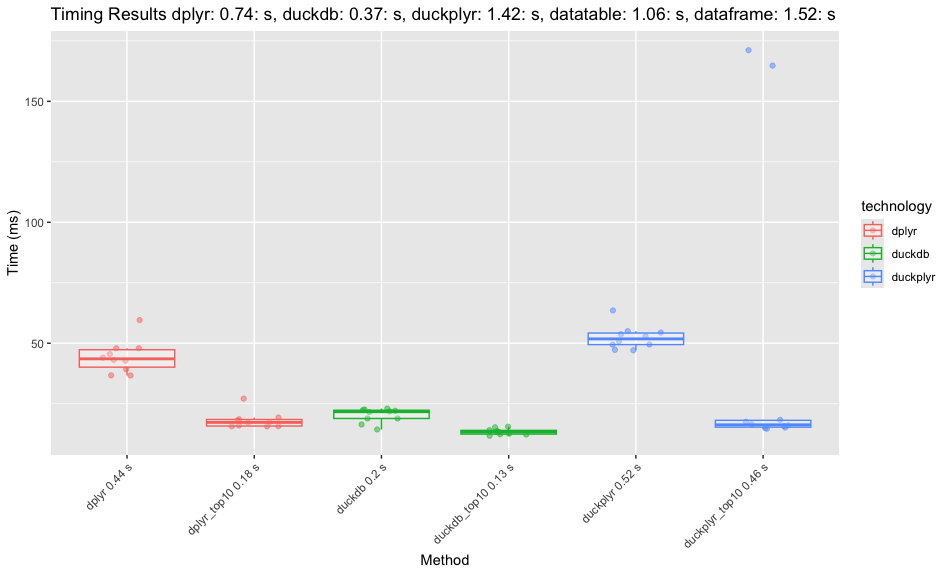 Timing Results dplyr: 0.74: s, duckdb: 0.37: s, duckplyr: 1.42: s, datatable: 1.06: s, dataframe: 1.52: s
Time (ms)
150
100
50
dplyr 0.44 s
dplyr_top10 0.18 s
duckdb 0.2 s
duckdb_top10 0.13 s
duckplyr 0.52 s
duckplyr_top10 0.46 s
Method
technology
dplyr
duckdb
duckplyr